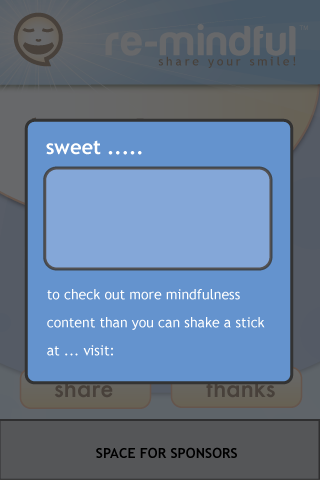 re-mindful™
share your smile!
sweet .....
to check out more mindfulness
content than you can shake a stick
at ... visit:
share
thanks
SPACE FOR SPONSORS